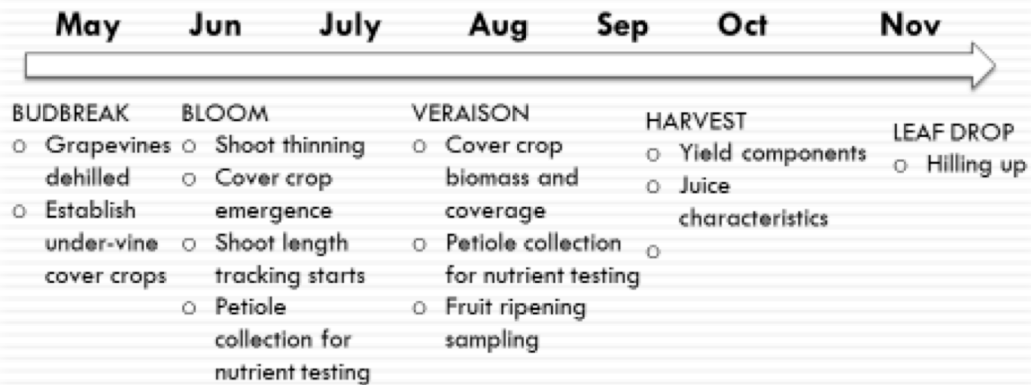 May Jun July Aug Sep Oct Nov
BUDBREAK
○ Grapevines
dehilled
○ Establish
under-vine
cover crops
BLOOM
○ Shoot thinning
○ Cover crop
emergence
○ Shoot length
tracking starts
○ Petiole
collection for
nutrient testing
VERAISON
○ Cover crop
biomass and
coverage
○ Petiole collection
for nutrient testing
○ Fruit ripening
sampling
HARVEST
○ Yield components
○ Juice
characteristics
○
LEAF DROP
○ Hilling up